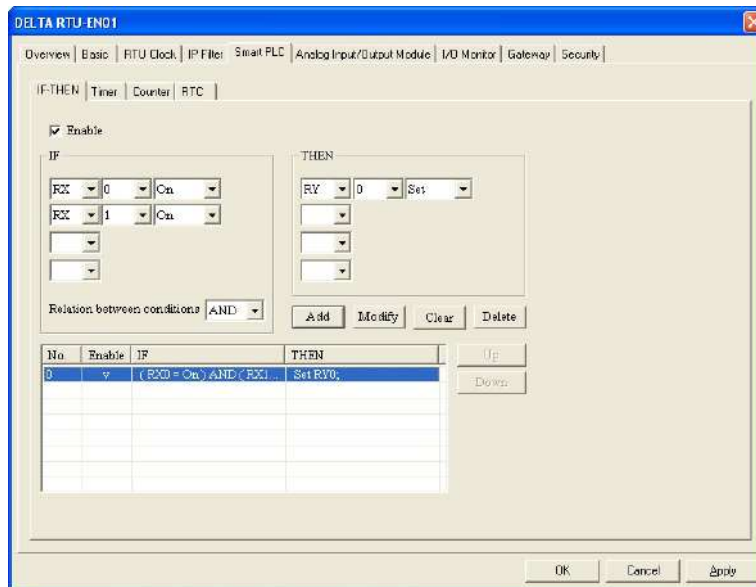 DELTA RTU-EN01
Overview Basic RTU Clock IP Filter Smart PLC Analog Input/Output Module I/O Monitor Gateway Security
IF-THEN Timer Counter RTC
Enable
IF THEN
RX 0 On RY 0 Set
RX 1 On
Relation between conditions AND
Add Modify Clear Delete
No. Enable IF THEN Up
0 v ( RX0 = On ) AND ( RX1... Set RY0;
Down
OK Cancel Apply